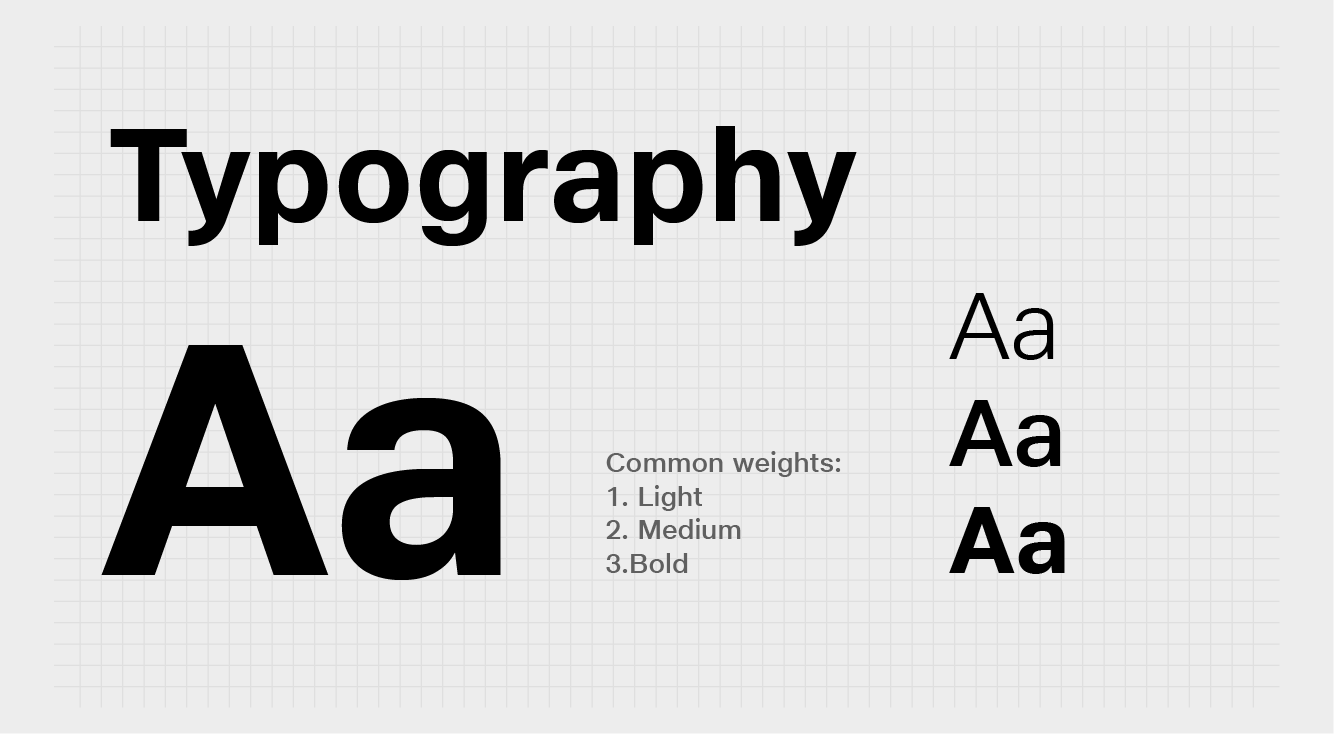 Typography
Aa
Common weights:
1. Light
2. Medium
3.Bold
Aa
Aa
Aa